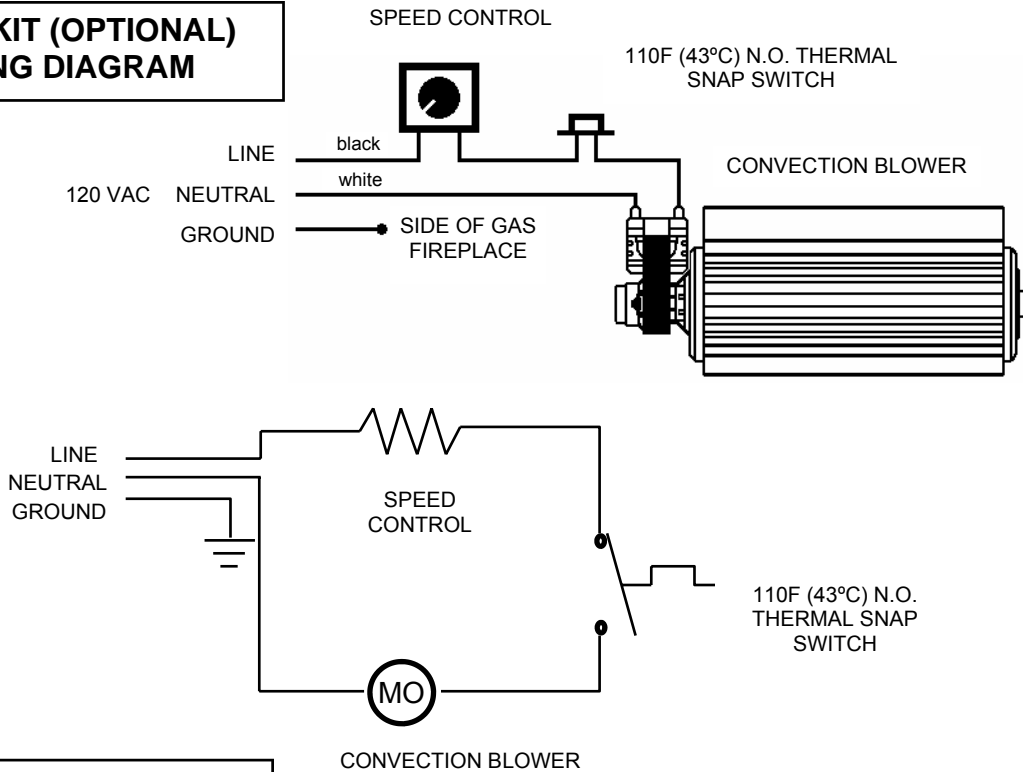 KIT (OPTIONAL)
NG DIAGRAM
SPEED CONTROL
110F (43ºC) N.O. THERMAL
SNAP SWITCH
black
LINE
CONVECTION BLOWER
white
120 VAC NEUTRAL
GROUND
SIDE OF GAS
FIREPLACE
LINE
NEUTRAL
GROUND
SPEED
CONTROL
110F (43ºC) N.O.
THERMAL SNAP
SWITCH
MO
CONVECTION BLOWER